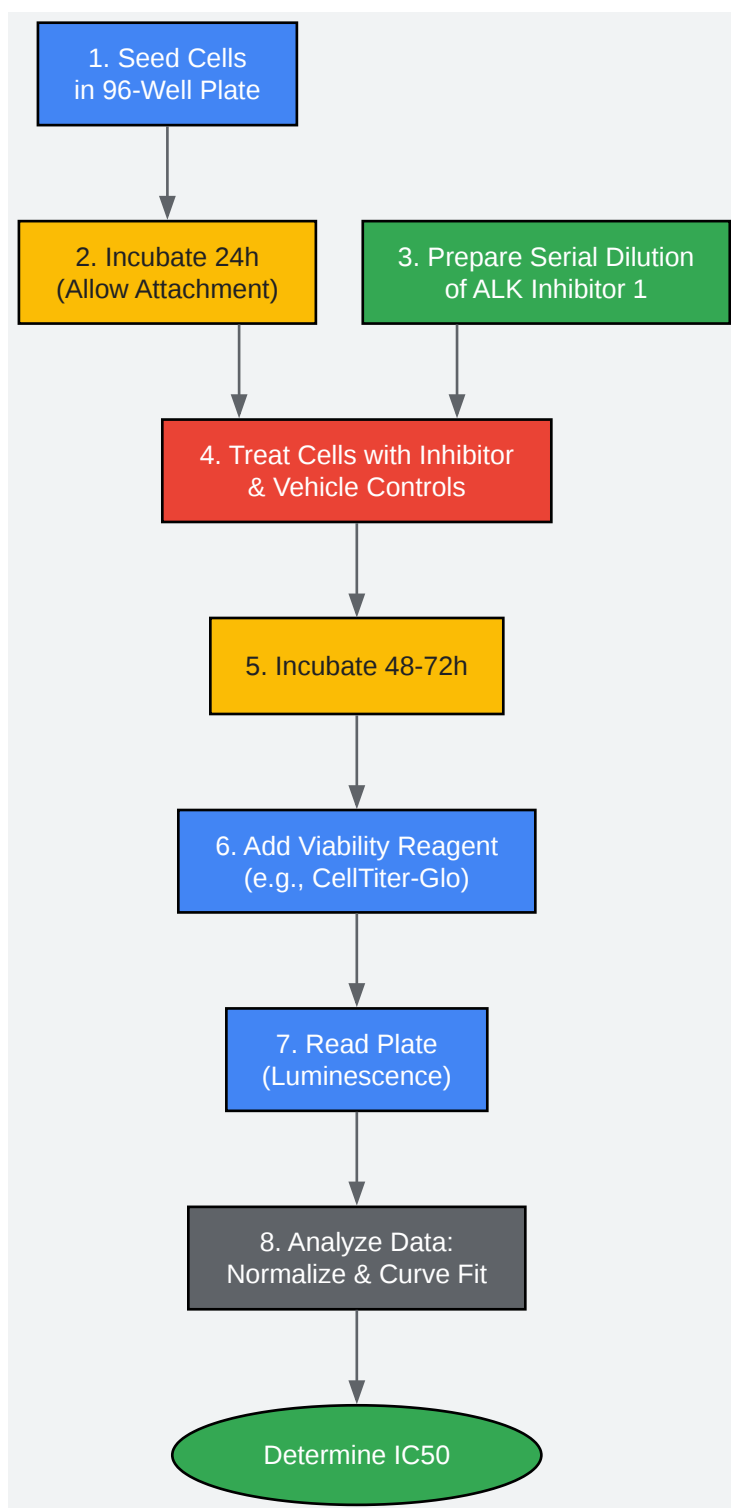 1. Seed Cells
in 96-Well Plate
2. Incubate 24h
(Allow Attachment)
3. Prepare Serial Dilution
of ALK Inhibitor 1
4. Treat Cells with Inhibitor
& Vehicle Controls
5. Incubate 48-72h
6. Add Viability Reagent
(e.g., CellTiter-Glo)
7. Read Plate
(Luminescence)
8. Analyze Data:
Normalize & Curve Fit
Determine IC50